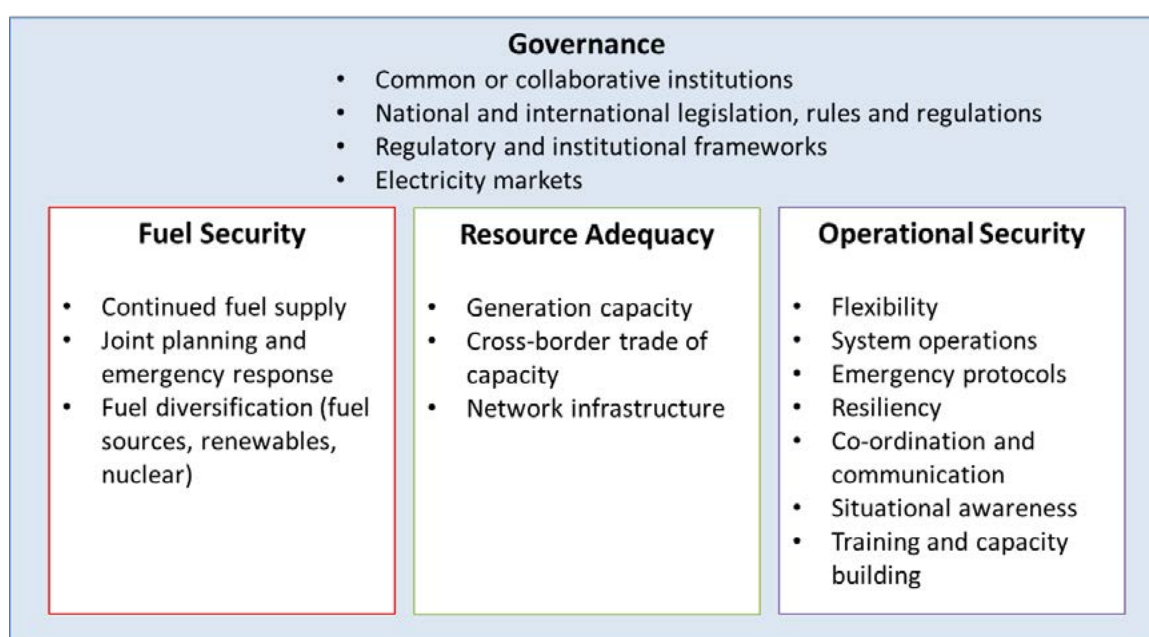 Governance
• Common or collaborative institutions
• National and international legislation, rules and regulations
• Regulatory and institutional frameworks
• Electricity markets
Fuel Security
• Continued fuel supply
• Joint planning and
emergency response
• Fuel diversification (fuel
sources, renewables,
nuclear)
Resource Adequacy
• Generation capacity
• Cross-border trade of
capacity
• Network infrastructure
Operational Security
• Flexibility
• System operations
• Emergency protocols
• Resiliency
• Co-ordination and
communication
• Situational awareness
• Training and capacity
building